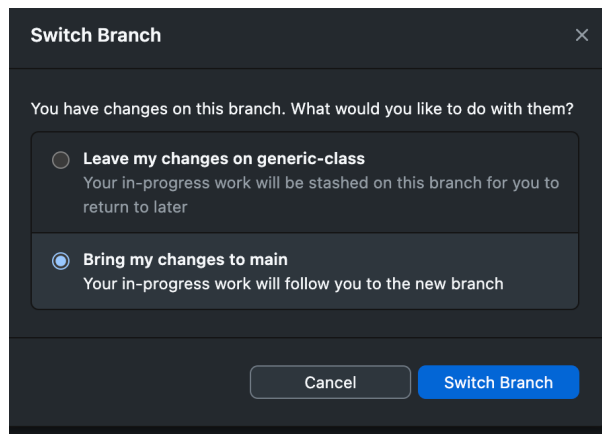 Switch Branch
You have changes on this branch. What would you like to do with them?
Leave my changes on generic-class
Your in-progress work will be stashed on this branch for you to
return to later
Bring my changes to main
Your in-progress work will follow you to the new branch
Cancel
Switch Branch